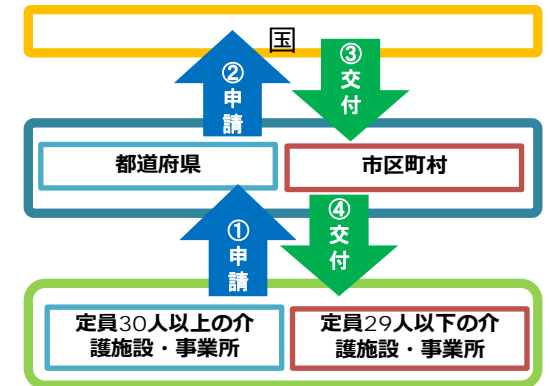 国
②申請
③交付
都道府県
市区町村
①申請
④交付
定員30人以上の介
護施設・事業所
定員29人以下の介
護施設・事業所